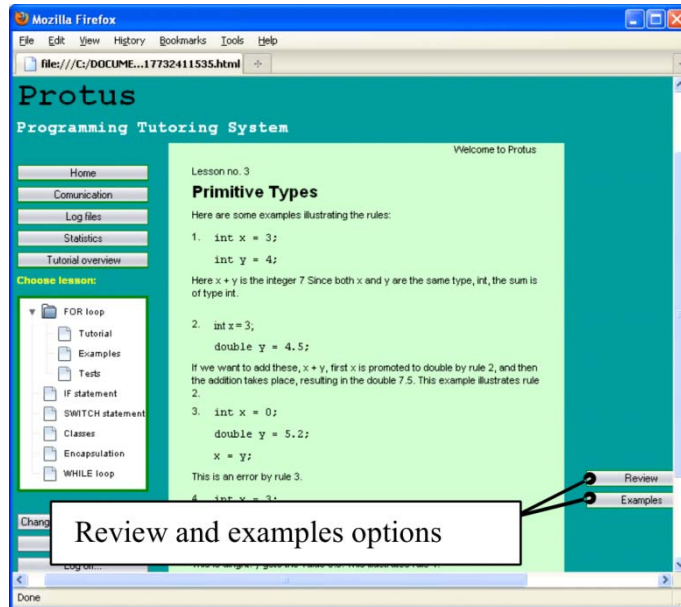 Mozilla Firefox
File Edit View History Bookmarks Tools Help
file:///C:/DOCUME...17732411535.html
Protus
Programming Tutoring System
Welcome to Protus
Home
Comunication
Log files
Statistics
Tutorial overview
Choose lesson:
FOR loop
Tutorial
Examples
Tests
IF statement
SWITCH statement
Classes
Encapsulation
WHILE loop
Lesson no. 3
Primitive Types
Here are some examples illustrating the rules:
1. int x = 3;
int y = 4;
Here x + y is the integer 7 Since both x and y are the same type, int, the sum is
of type int.
2. int x = 3;
double y = 4.5;
If we want to add these, x + y, first x is promoted to double by rule 2, and then
the addition takes place, resulting in the double 7.5. This example illustrates rule
2.
3. int x = 0;
double y = 5.2;
x = y;
This is an error by rule 3.
4. int x = 3;
Review
Examples
Review and examples options
Log off...
Done